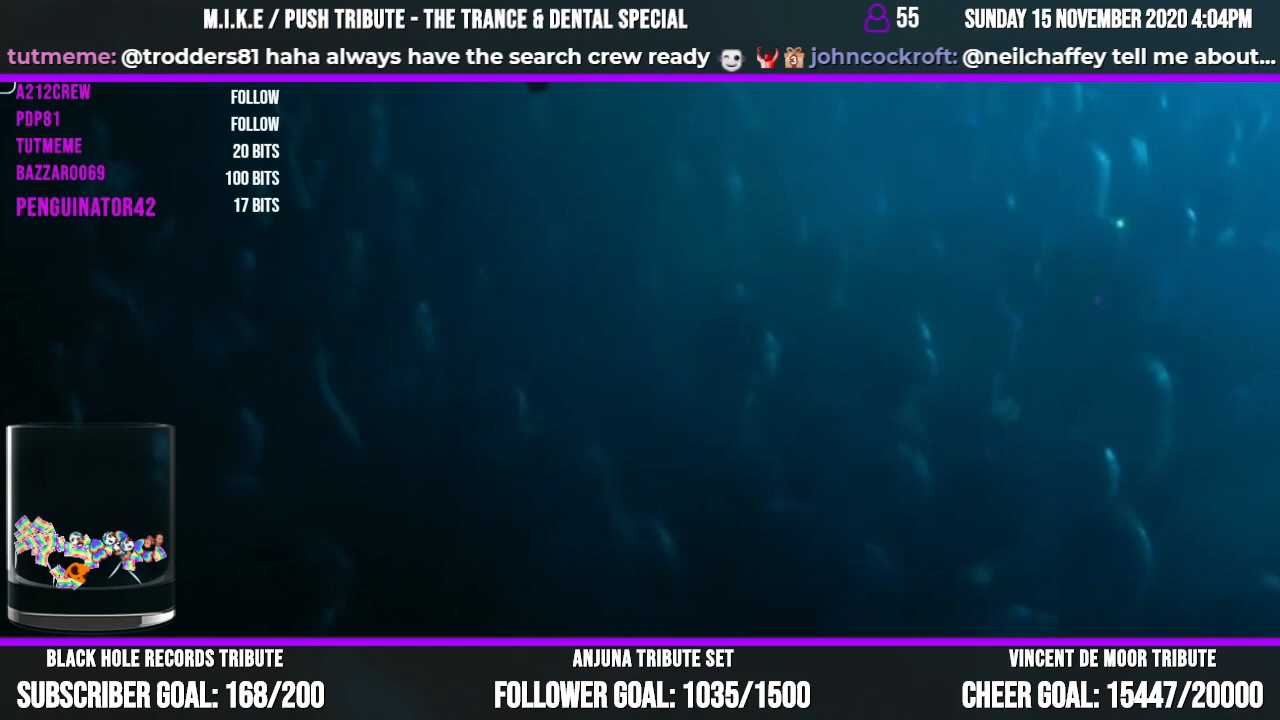 M.I.K.E / PUSH TRIBUTE - THE TRANCE & DENTAL SPECIAL
55
SUNDAY 15 NOVEMBER 2020 4:04PM
tutmeme: @trodders81 haha always have the search crew ready
3
johncockroft: @neilchaffey tell me about...
A212CREW FOLLOW
PDP81 FOLLOW
TUTMEME 20 BITS
BAZZAROO69 100 BITS
PENGUINATOR42 17 BITS
BLACK HOLE RECORDS TRIBUTE
SUBSCRIBER GOAL: 168/200
ANJUNA TRIBUTE SET
FOLLOWER GOAL: 1035/1500
VINCENT DE MOOR TRIBUTE
CHEER GOAL: 15447/20000